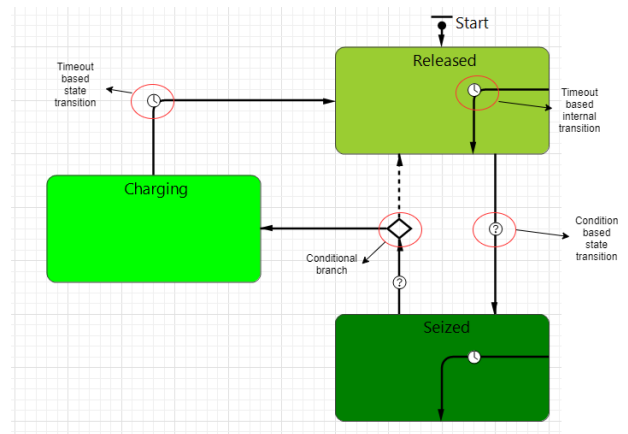 Start
Released
Timeout
based
state
transition
Timeout
based
internal
transition
Charging
Condition
based
state
transition
Conditional
branch
?
?
Seized